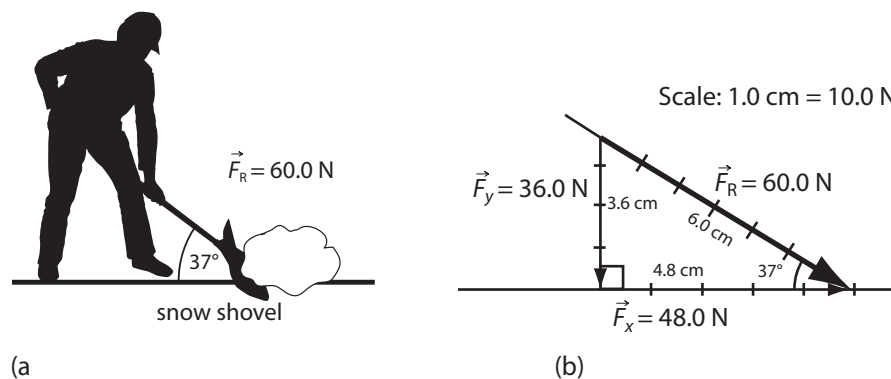 Scale: 1.0 cm = 10.0 N
F⃗R = 60.0 N
F⃗y = 36.0 N
F⃗R = 60.0 N
3.6 cm
6.0 cm
37°
4.8 cm
37°
snow shovel
F⃗x = 48.0 N
(a
(b)